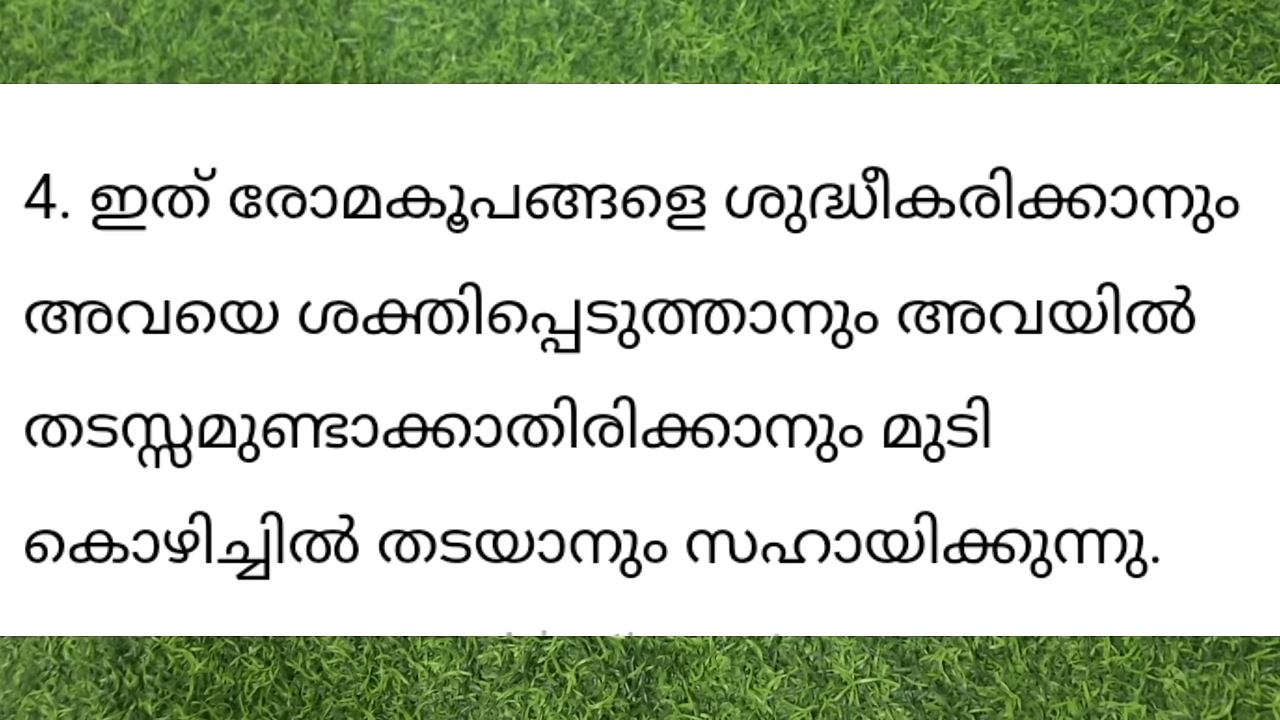 4. ഇത് രോമകൂപങ്ങളെ ശുദ്ധീകരിക്കാനും
അവയെ ശക്തിപ്പെടുത്താനും അവയിൽ
തടസ്സമുണ്ടാക്കാതിരിക്കാനും മുടി
കൊഴിച്ചിൽ തടയാനും സഹായിക്കുന്നു.